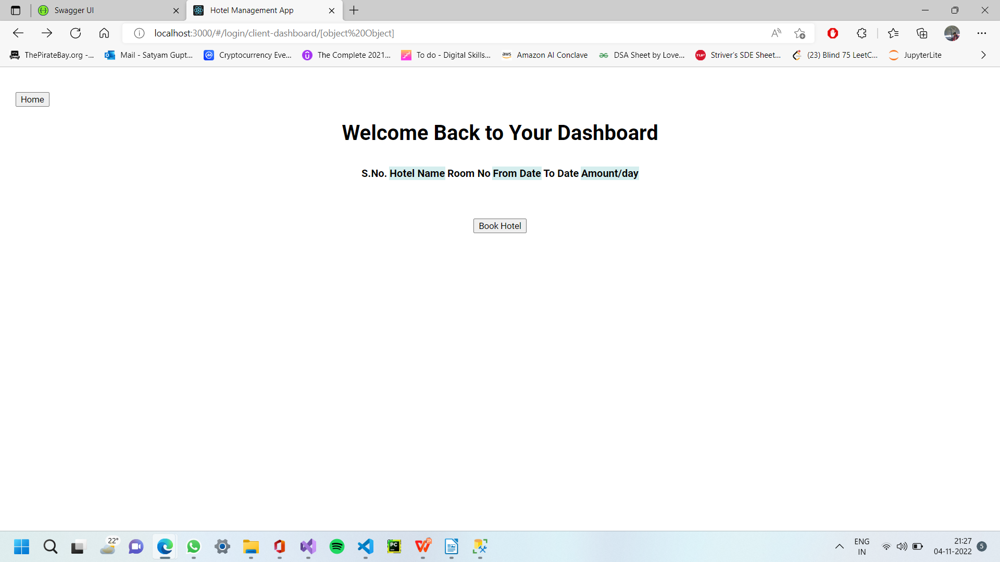 Swagger UI
Hotel Management App
localhost:3000/#/login/client-dashboard/[object%20Object]
ThePirateBay.org -...
Mail - Satyam Gupt...
Cryptocurrency Eve...
The Complete 2021...
To do - Digital Skills...
aws
Amazon AI Conclave
DSA Sheet by Love...
TUF
Striver's SDE Sheet...
(23) Blind 75 LeetC...
JupyterLite
Home
Welcome Back to Your Dashboard
S.No. Hotel Name Room No From Date To Date Amount/day
Book Hotel
22°
PC
ENG
IN
21:27
04-11-2022
5